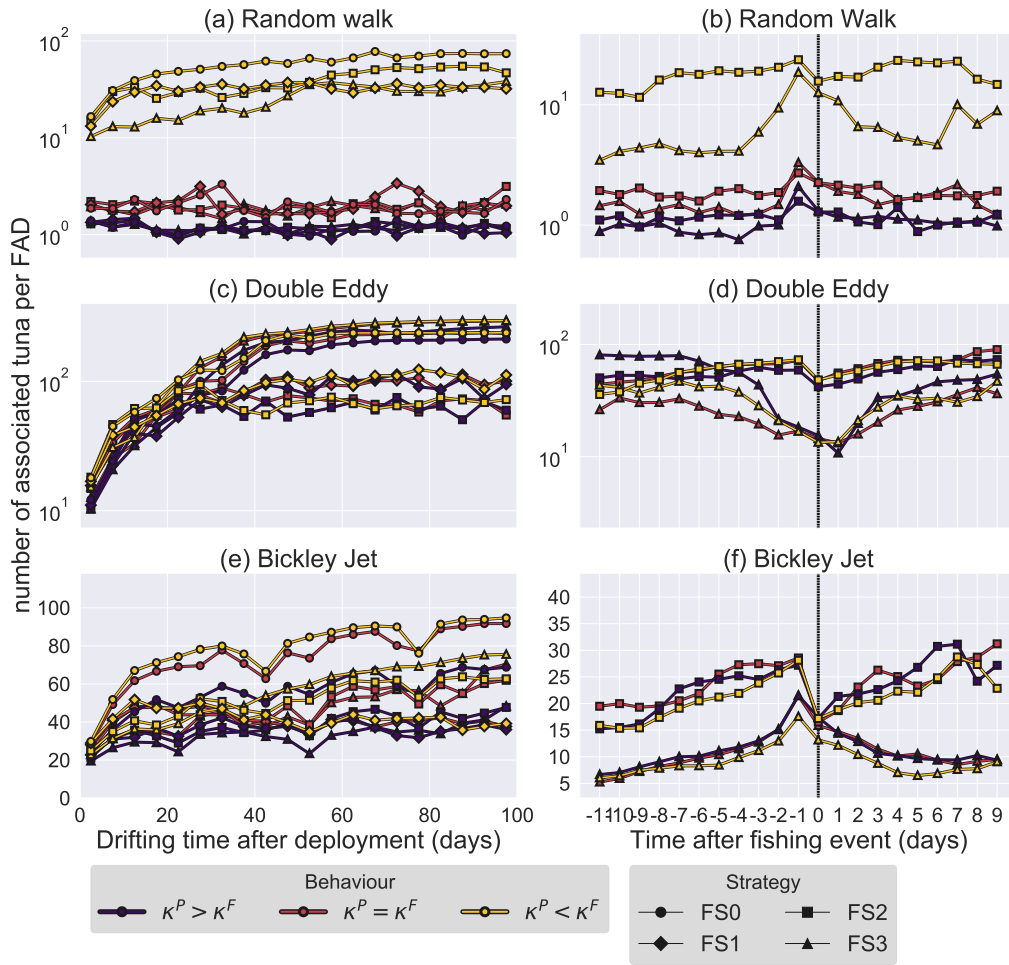 (a) Random walk
(b) Random Walk
10²
10¹
10⁰
10¹
10⁰
(c) Double Eddy
(d) Double Eddy
10²
10¹
10²
10¹
number of associated tuna per FAD
(e) Bickley Jet
(f) Bickley Jet
100
80
60
40
20
0
40
35
30
25
20
15
10
5
0 20 40 60 80 100
-11 -10 -9 -8 -7 -6 -5 -4 -3 -2 -1 0 1 2 3 4 5 6 7 8 9
Drifting time after deployment (days)
Time after fishing event (days)
Behaviour
κᴾ > κᶠ κᴾ = κᶠ κᴾ < κᶠ
Strategy
FS0 FS2
FS1 FS3